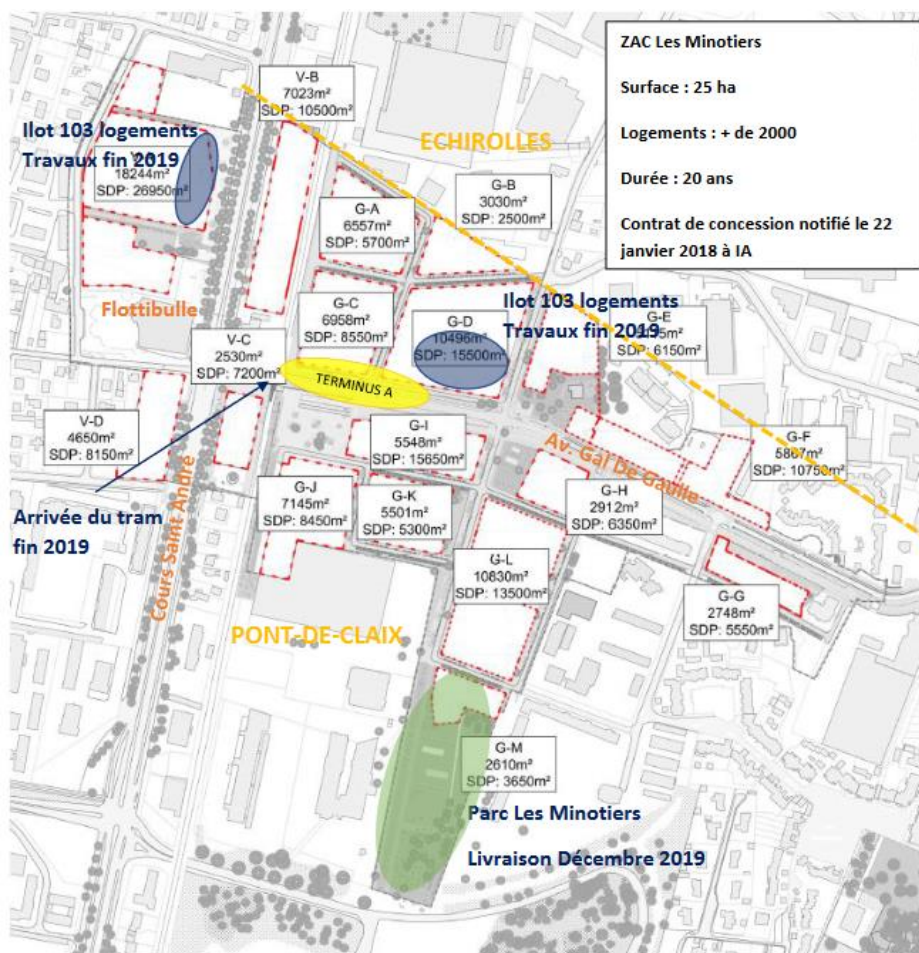 ZAC Les Minotiers
Surface : 25 ha
Logements : + de 2000
Durée : 20 ans
Contrat de concession notifié le 22
janvier 2018 à IA
V-B
7023m²
SDP: 10500m²
ECHIROLLES
Ilot 103 logements
Travaux fin 2019
18244m²
SDP: 26950m²
G-B
3030m²
SDP: 2500m²
G-A
6557m²
SDP: 5700m²
Flottibulle
G-C
6958m²
SDP: 8550m²
G-D
10496m²
SDP: 15500m²
Ilot 103 logements
Travaux fin 2019
G-E
SDP: 6150m²
V-C
2530m²
SDP: 7200m²
TERMINUS A
V-D
4650m²
SDP: 8150m²
G-I
5548m²
SDP: 15650m²
Av. Gal De Gaulle
G-F
5867m²
SDP: 10750m²
Arrivée du tram
fin 2019
Cours Saint André
G-J
7145m²
SDP: 8450m²
G-K
5501m²
SDP: 5300m²
G-H
2912m²
SDP: 6350m²
G-L
10830m²
SDP: 13500m²
G-G
2748m²
SDP: 5550m²
PONT-DE-CLAIX
G-M
2610m²
SDP: 3650m²
Parc Les Minotiers
Livraison Décembre 2019